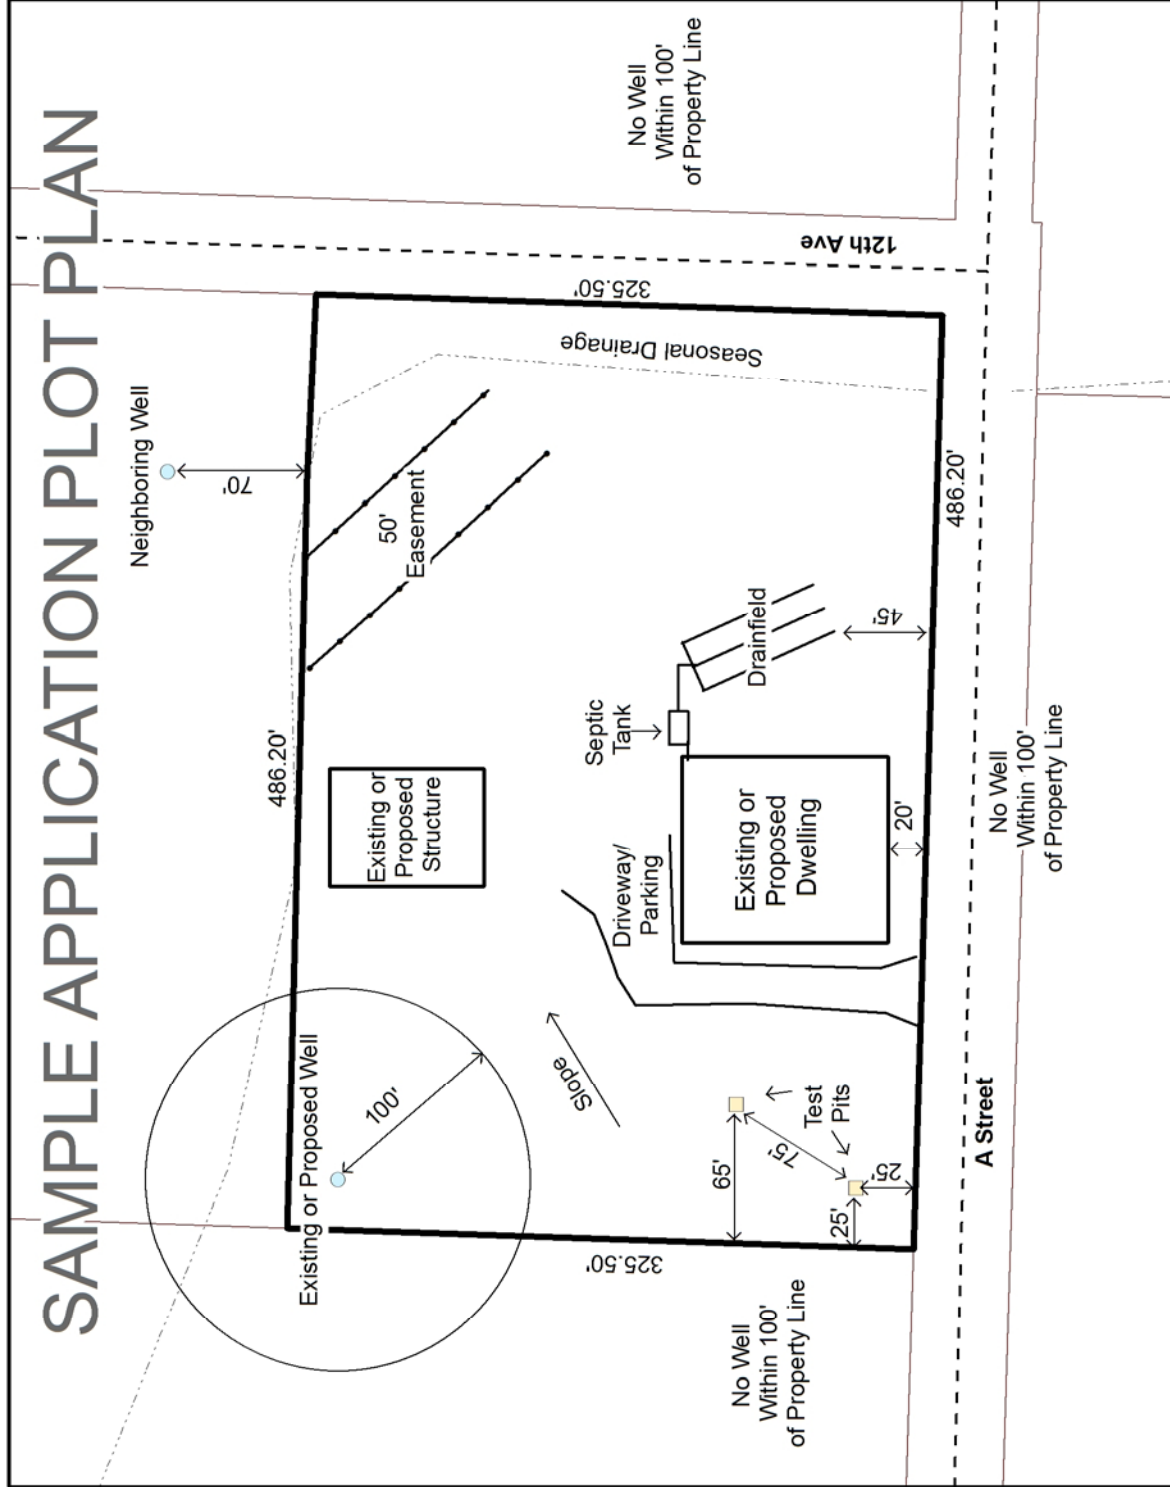 SAMPLE APPLICATION PLOT PLAN
Neighboring Well
70'
486.20'
Existing or Proposed Well
100'
Existing or
Proposed
Structure
50'
Easement
Seasonal Drainage
325.50'
12th Ave
No Well
Within 100'
of Property Line
325.50'
Slope
Driveway/
Parking
Septic
Tank
Drainfield
Existing or
Proposed
Dwelling
65'
75'
Test
Pits
25'
25'
20'
45'
486.20'
No Well
Within 100'
of Property Line
A Street
No Well
Within 100'
of Property Line